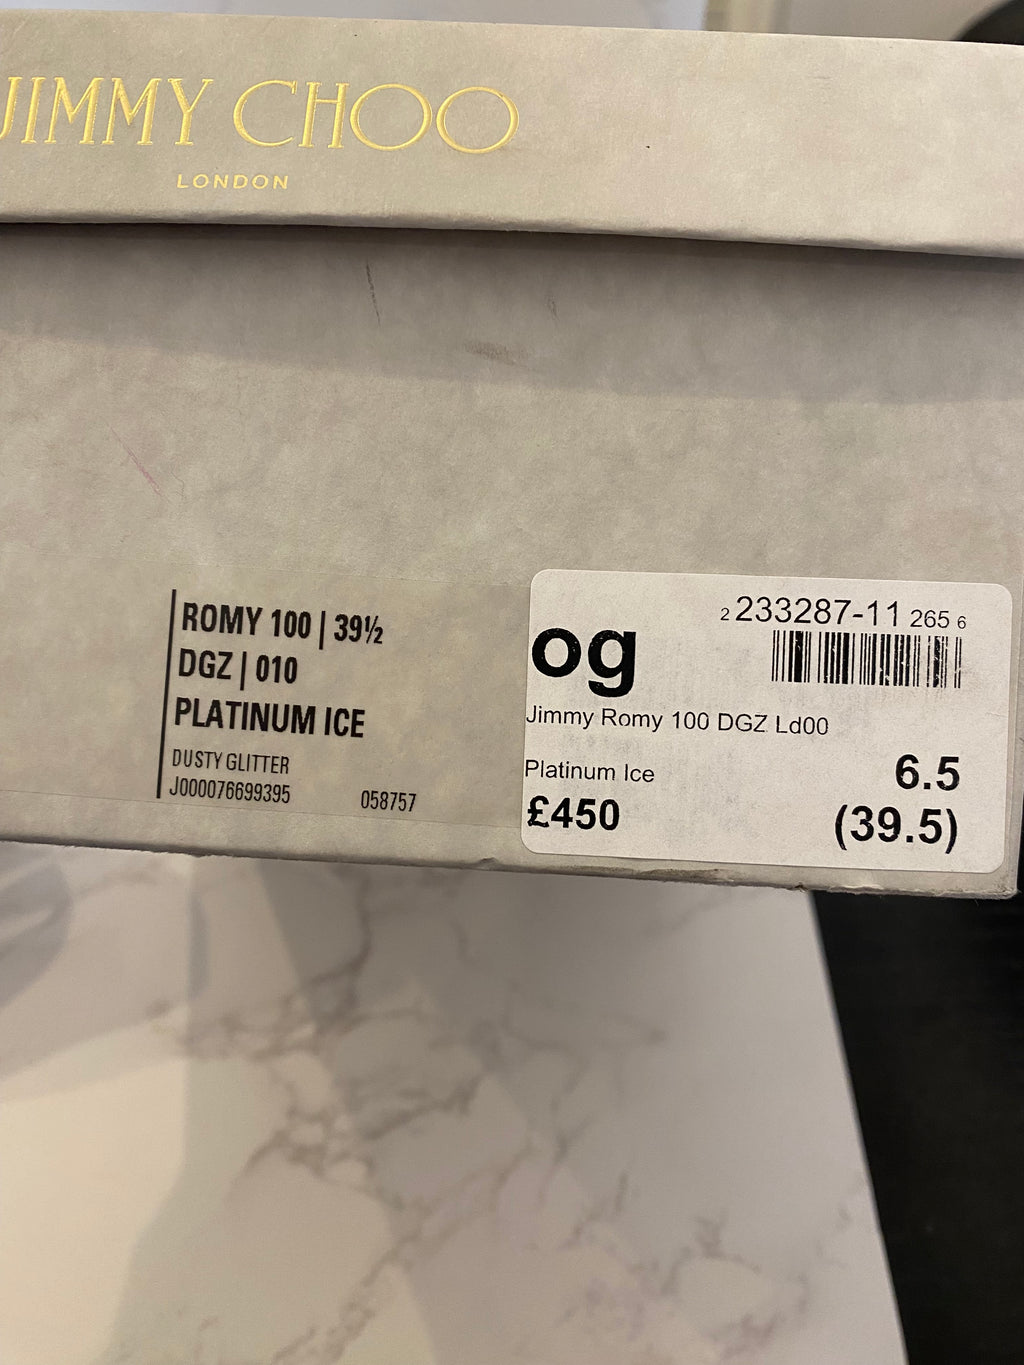 JIMMY CHOO
LONDON
ROMY 100 | 39½
DGZ | 010
PLATINUM ICE
DUSTY GLITTER
J000076699395 058757
og
2 233287-11 265 6
Jimmy Romy 100 DGZ Ld00
Platinum Ice
6.5
£450
(39.5)